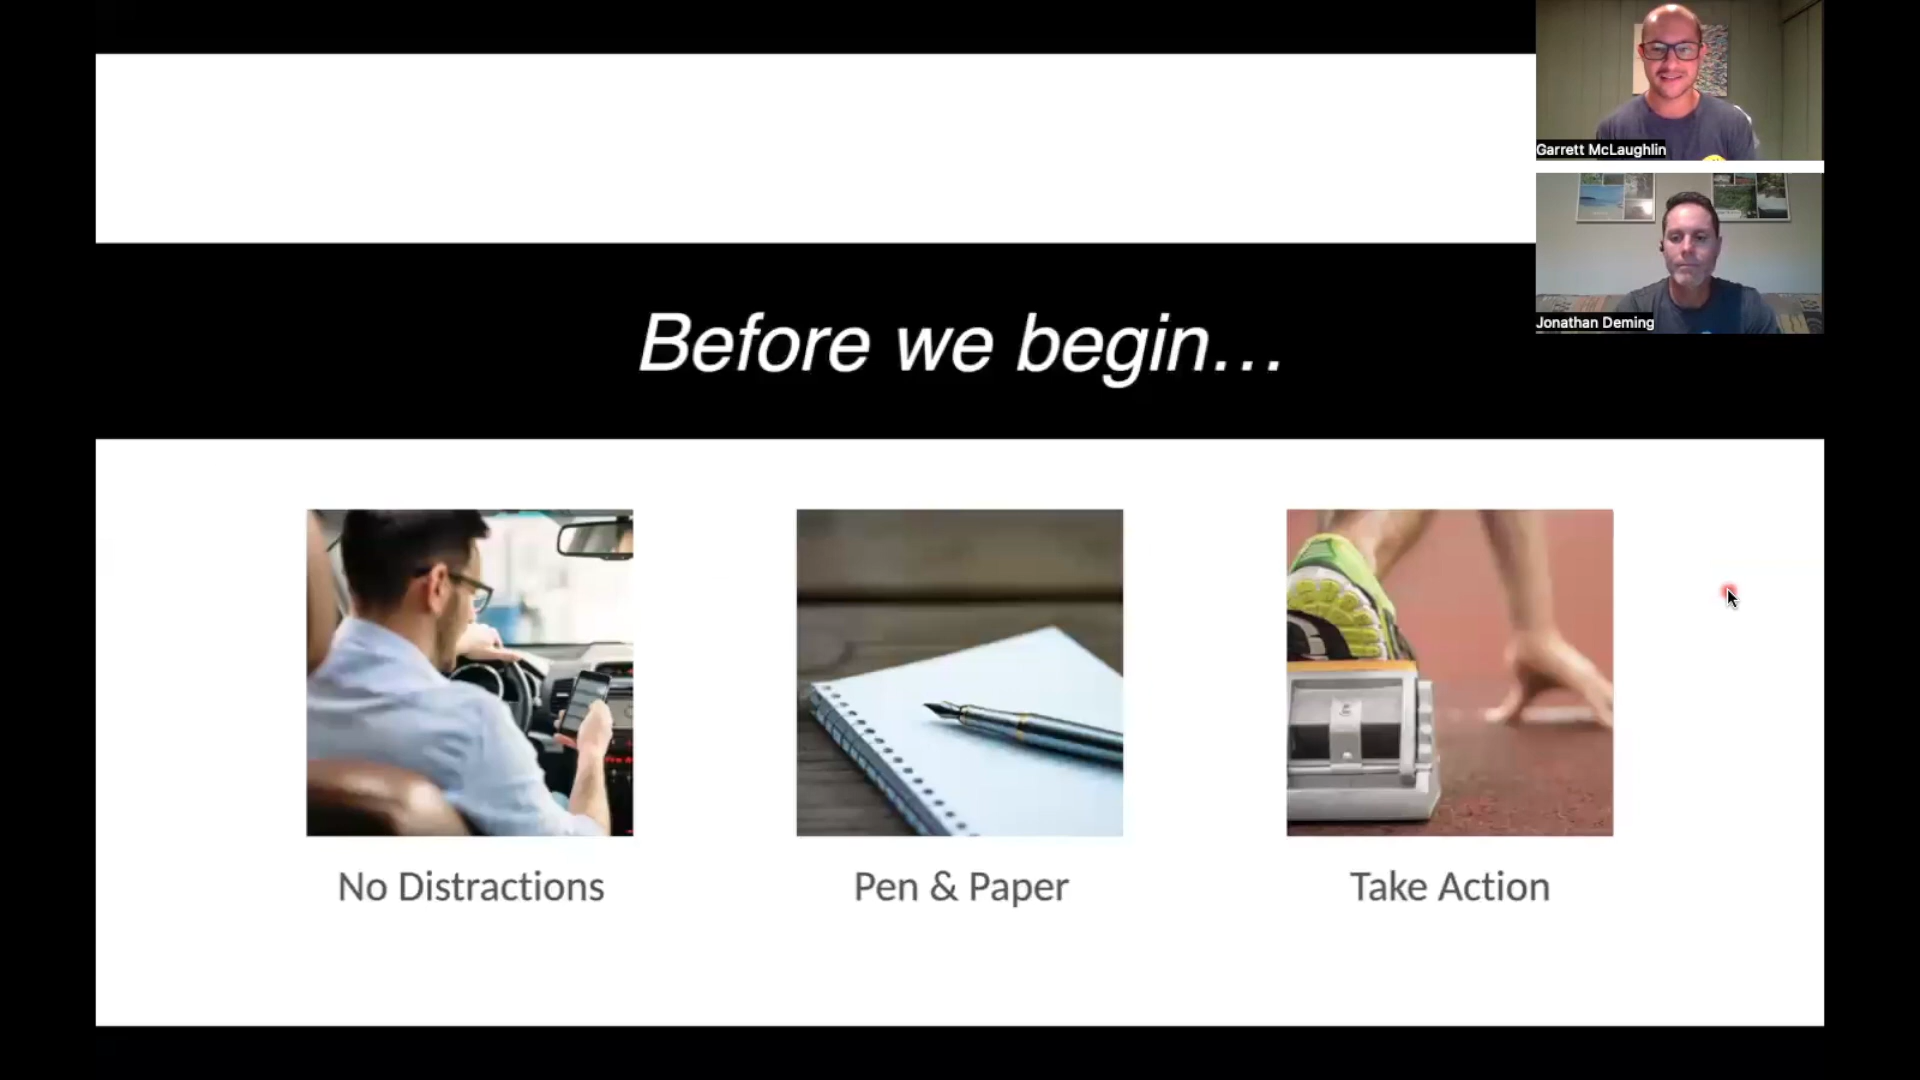 Garrett McLaughlin
Jonathan Deming
Before we begin...
No Distractions
Pen & Paper
Take Action